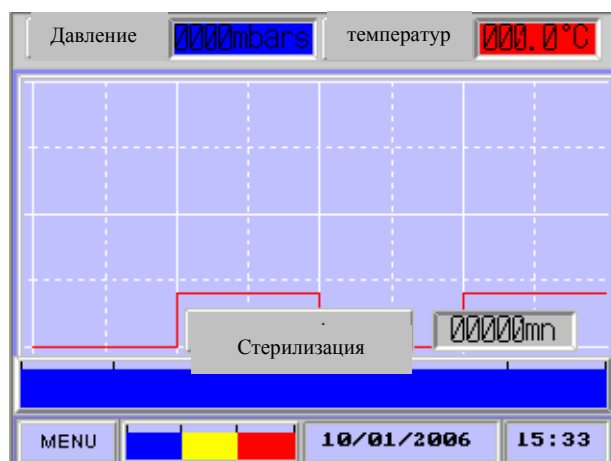 Давление 0000mbars температур 000.0°C
Стерилизация 00000mn
MENU 10/01/2006 15:33